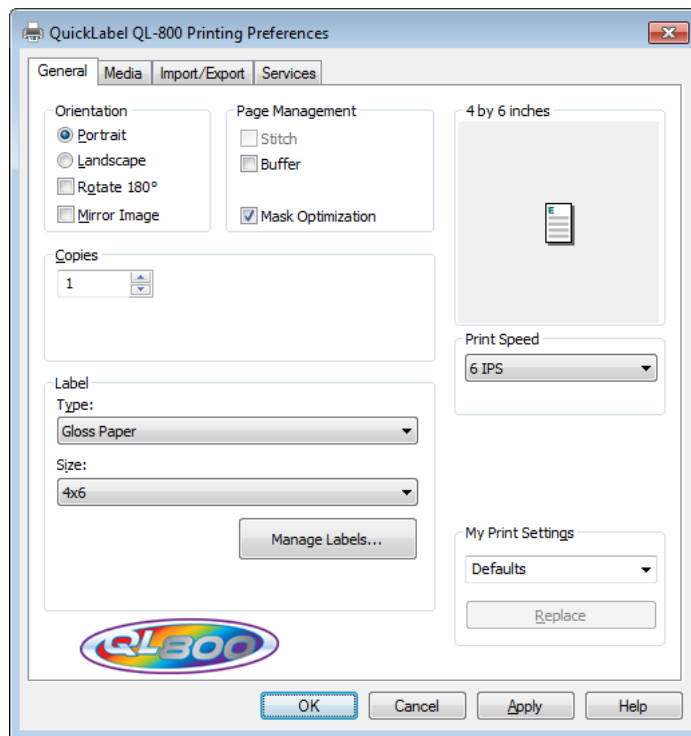 QuickLabel QL-800 Printing Preferences
General Media Import/Export Services
Orientation
Portrait
Landscape
Rotate 180°
Mirror Image
Page Management
Stitch
Buffer
Mask Optimization
4 by 6 inches
E
Copies
1
Print Speed
6 IPS
Label
Type:
Gloss Paper
Size:
4x6
Manage Labels...
My Print Settings
Defaults
Replace
QL800
OK Cancel Apply Help